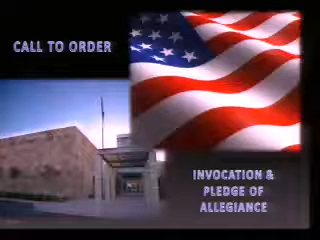 CALL TO ORDER
INVOCATION &
PLEDGE OF
ALLEGIANCE